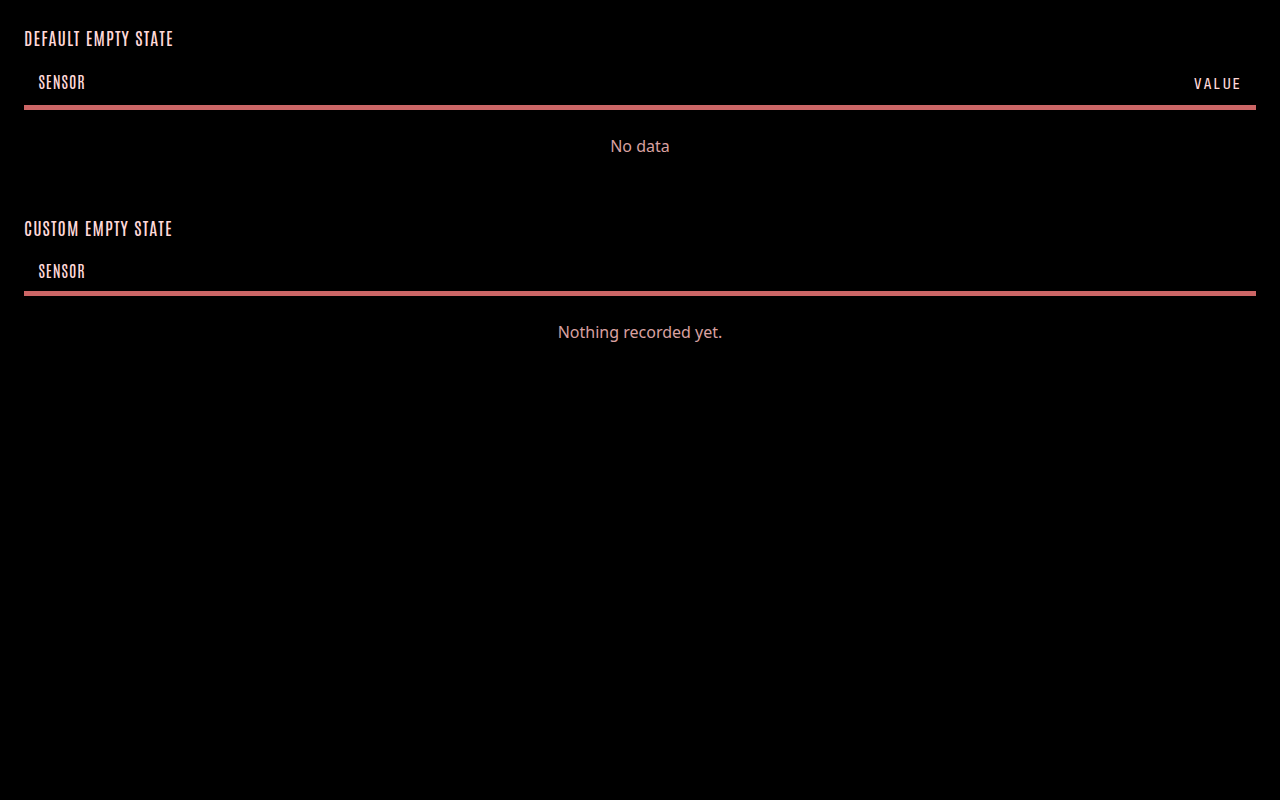 DEFAULT EMPTY STATE
SENSOR VALUE
No data
CUSTOM EMPTY STATE
SENSOR
Nothing recorded yet.